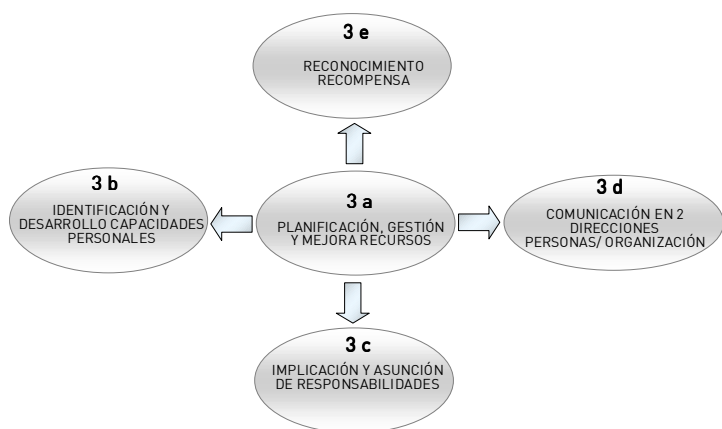 3 e
RECONOCIMIENTO
RECOMPENSA
3 b
IDENTIFICACIÓN Y
DESARROLLO CAPACIDADES
PERSONALES
3 a
PLANIFICACIÓN, GESTIÓN
Y MEJORA RECURSOS
3 d
COMUNICACIÓN EN 2
DIRECCIONES
PERSONAS/ ORGANIZACIÓN
3 c
IMPLICACIÓN Y ASUNCIÓN
DE RESPONSABILIDADES